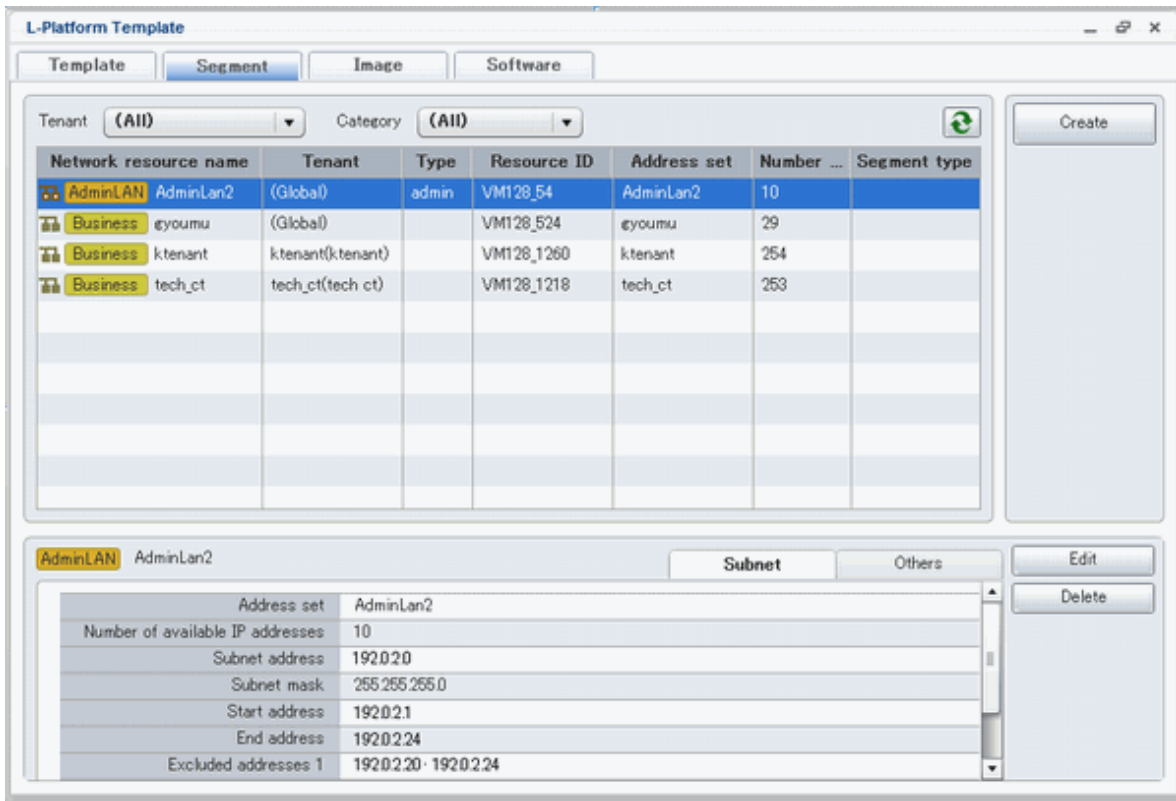 L-Platform Template
Template Segment Image Software
Tenant (All) Category (All) Create
Network resource name Tenant Type Resource ID Address set Number ... Segment type
AdminLAN AdminLan2 (Global) admin VM128_54 AdminLan2 10
Business gyoumu (Global) VM128_524 gyoumu 29
Business ktenant ktenant(ktenant) VM128_1260 ktenant 254
Business tech_ct tech_ct(tech ct) VM128_1218 tech_ct 253
AdminLAN AdminLan2 Subnet Others Edit
Delete
Address set AdminLan2
Number of available IP addresses 10
Subnet address 192.0.2.0
Subnet mask 255.255.255.0
Start address 192.0.2.1
End address 192.0.2.24
Excluded addresses 1 192.0.2.20 - 192.0.2.24